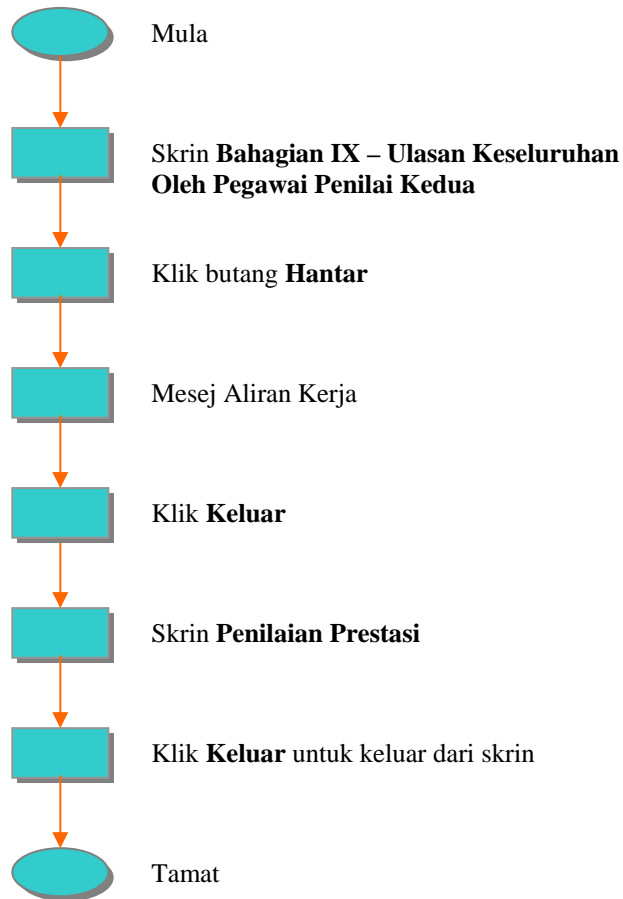 Mula
Skrin Bahagian IX – Ulasan Keseluruhan
Oleh Pegawai Penilai Kedua
Klik butang Hantar
Mesej Aliran Kerja
Klik Keluar
Skrin Penilaian Prestasi
Klik Keluar untuk keluar dari skrin
Tamat